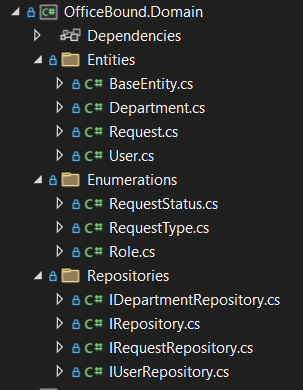 C# OfficeBound.Domain
Dependencies
Entities
C# BaseEntity.cs
C# Department.cs
C# Request.cs
C# User.cs
Enumerations
C# RequestStatus.cs
C# RequestType.cs
C# Role.cs
Repositories
C# IDepartmentRepository.cs
C# IRepository.cs
C# IRequestRepository.cs
C# IUserRepository.cs